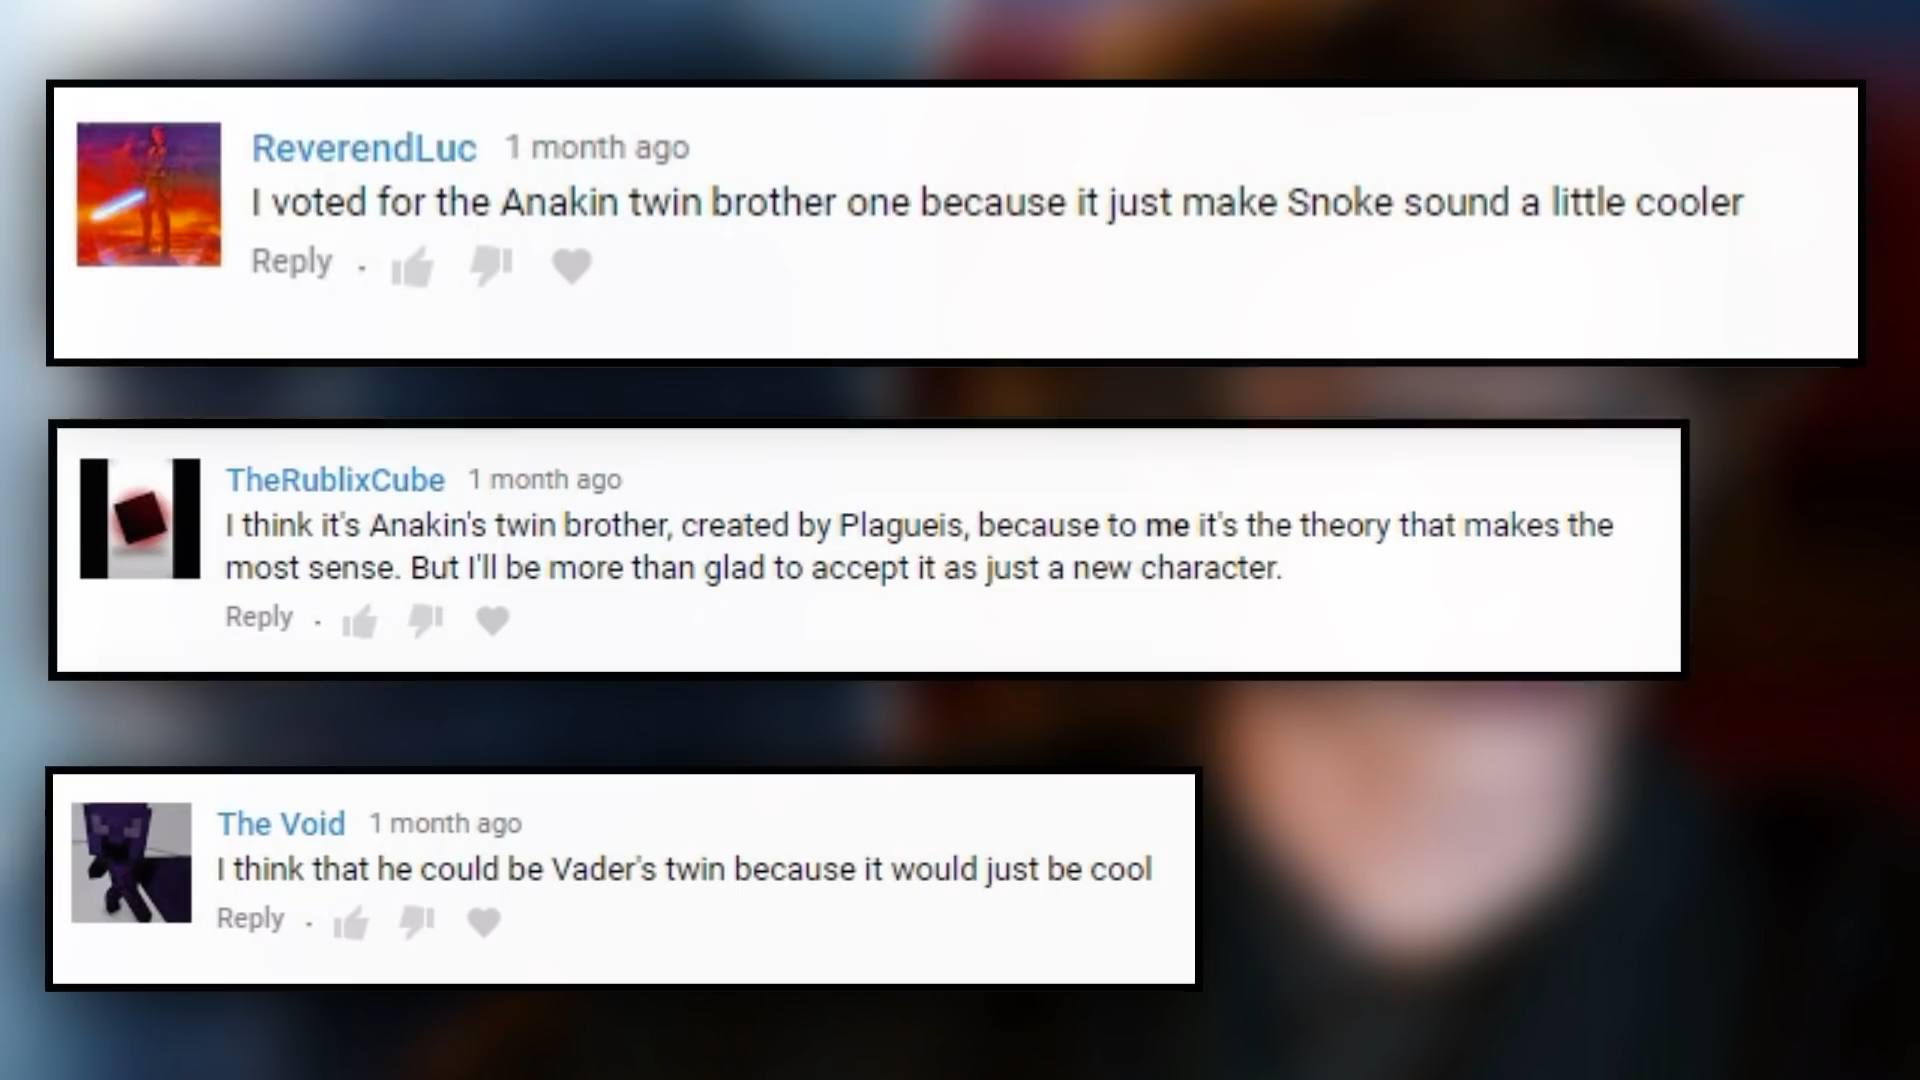 ReverendLuc 1 month ago
I voted for the Anakin twin brother one because it just make Snoke sound a little cooler
Reply .
TheRublixCube 1 month ago
I think it's Anakin's twin brother, created by Plagueis, because to me it's the theory that makes the
most sense. But I'll be more than glad to accept it as just a new character.
Reply .
The Void 1 month ago
I think that he could be Vader's twin because it would just be cool
Reply .